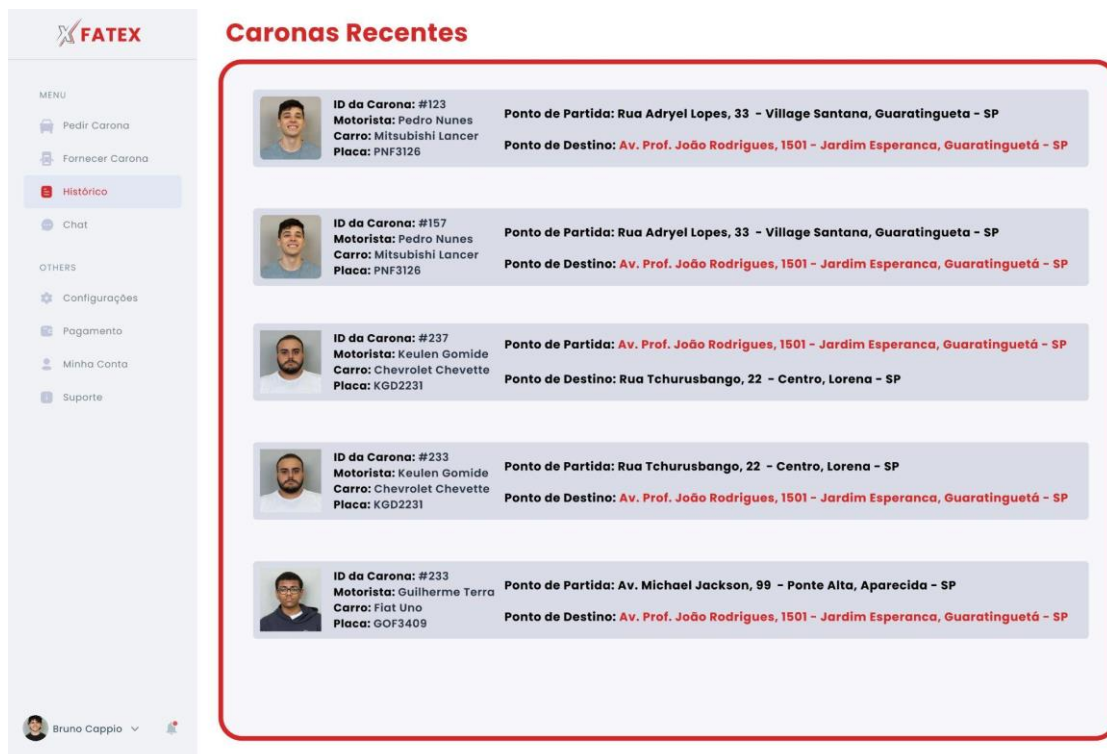 FATEX
MENU
Pedir Carona
Fornecer Carona
Histórico
Chat
OTHERS
Configurações
Pagamento
Minha Conta
Suporte
Bruno Cappio
Caronas Recentes
ID da Carona: #123
Motorista: Pedro Nunes
Carro: Mitsubishi Lancer
Placa: PNF3126
Ponto de Partida: Rua Adryel Lopes, 33 - Village Santana, Guaratingueta - SP
Ponto de Destino: Av. Prof. João Rodrigues, 1501 - Jardim Esperanca, Guaratinguetá - SP
ID da Carona: #157
Motorista: Pedro Nunes
Carro: Mitsubishi Lancer
Placa: PNF3126
Ponto de Partida: Rua Adryel Lopes, 33 - Village Santana, Guaratingueta - SP
Ponto de Destino: Av. Prof. João Rodrigues, 1501 - Jardim Esperanca, Guaratinguetá - SP
ID da Carona: #237
Motorista: Keulen Gomide
Carro: Chevrolet Chevette
Placa: KGD2231
Ponto de Partida: Av. Prof. João Rodrigues, 1501 - Jardim Esperanca, Guaratinguetá - SP
Ponto de Destino: Rua Tchurusbango, 22 - Centro, Lorena - SP
ID da Carona: #233
Motorista: Keulen Gomide
Carro: Chevrolet Chevette
Placa: KGD2231
Ponto de Partida: Rua Tchurusbango, 22 - Centro, Lorena - SP
Ponto de Destino: Av. Prof. João Rodrigues, 1501 - Jardim Esperanca, Guaratinguetá - SP
ID da Carona: #233
Motorista: Guilherme Terra
Carro: Fiat Uno
Placa: GOF3409
Ponto de Partida: Av. Michael Jackson, 99 - Ponte Alta, Aparecida - SP
Ponto de Destino: Av. Prof. João Rodrigues, 1501 - Jardim Esperanca, Guaratinguetá - SP